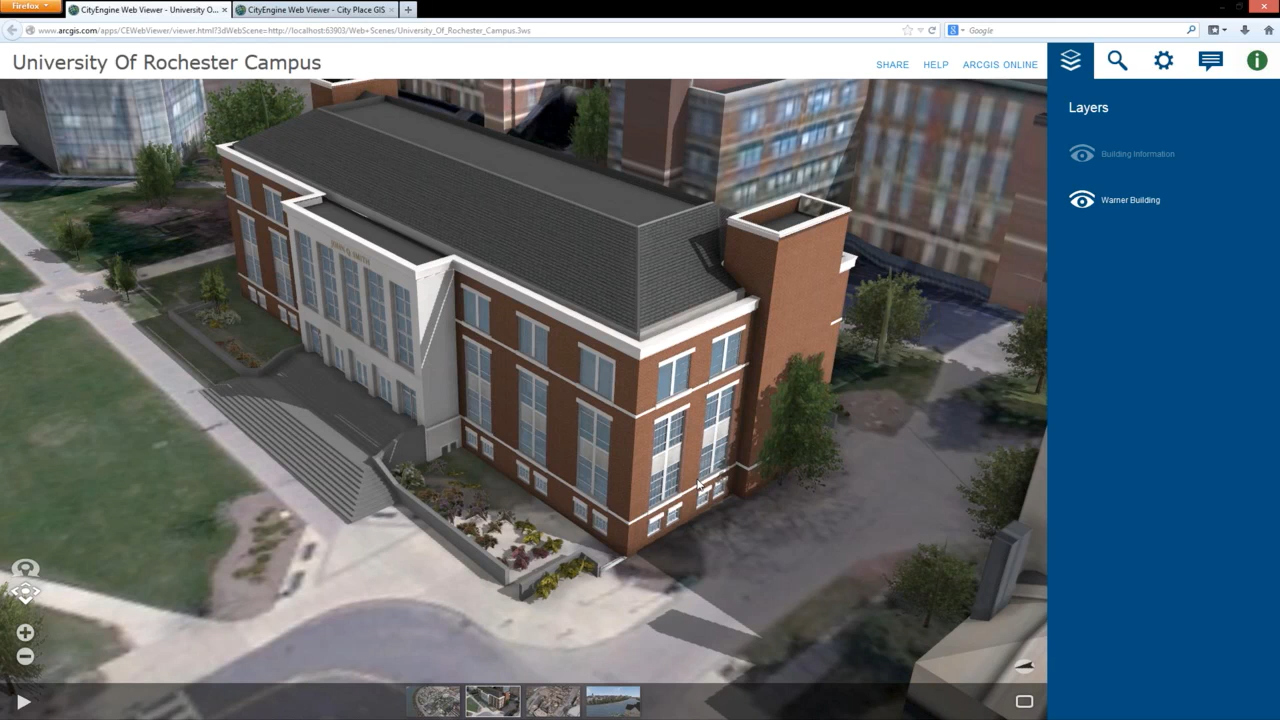 Firefox
CityEngine Web Viewer - University O...
CityEngine Web Viewer - City Place GIS
www.arcgis.com/apps/CEWebViewer/viewer.html?3dWebScene=http://localhost:63903/Web+Scenes/University_Of_Rochester_Campus.3ws
Google
University Of Rochester Campus
SHARE
HELP
ARCGIS ONLINE
Layers
Building Information
Warner Building